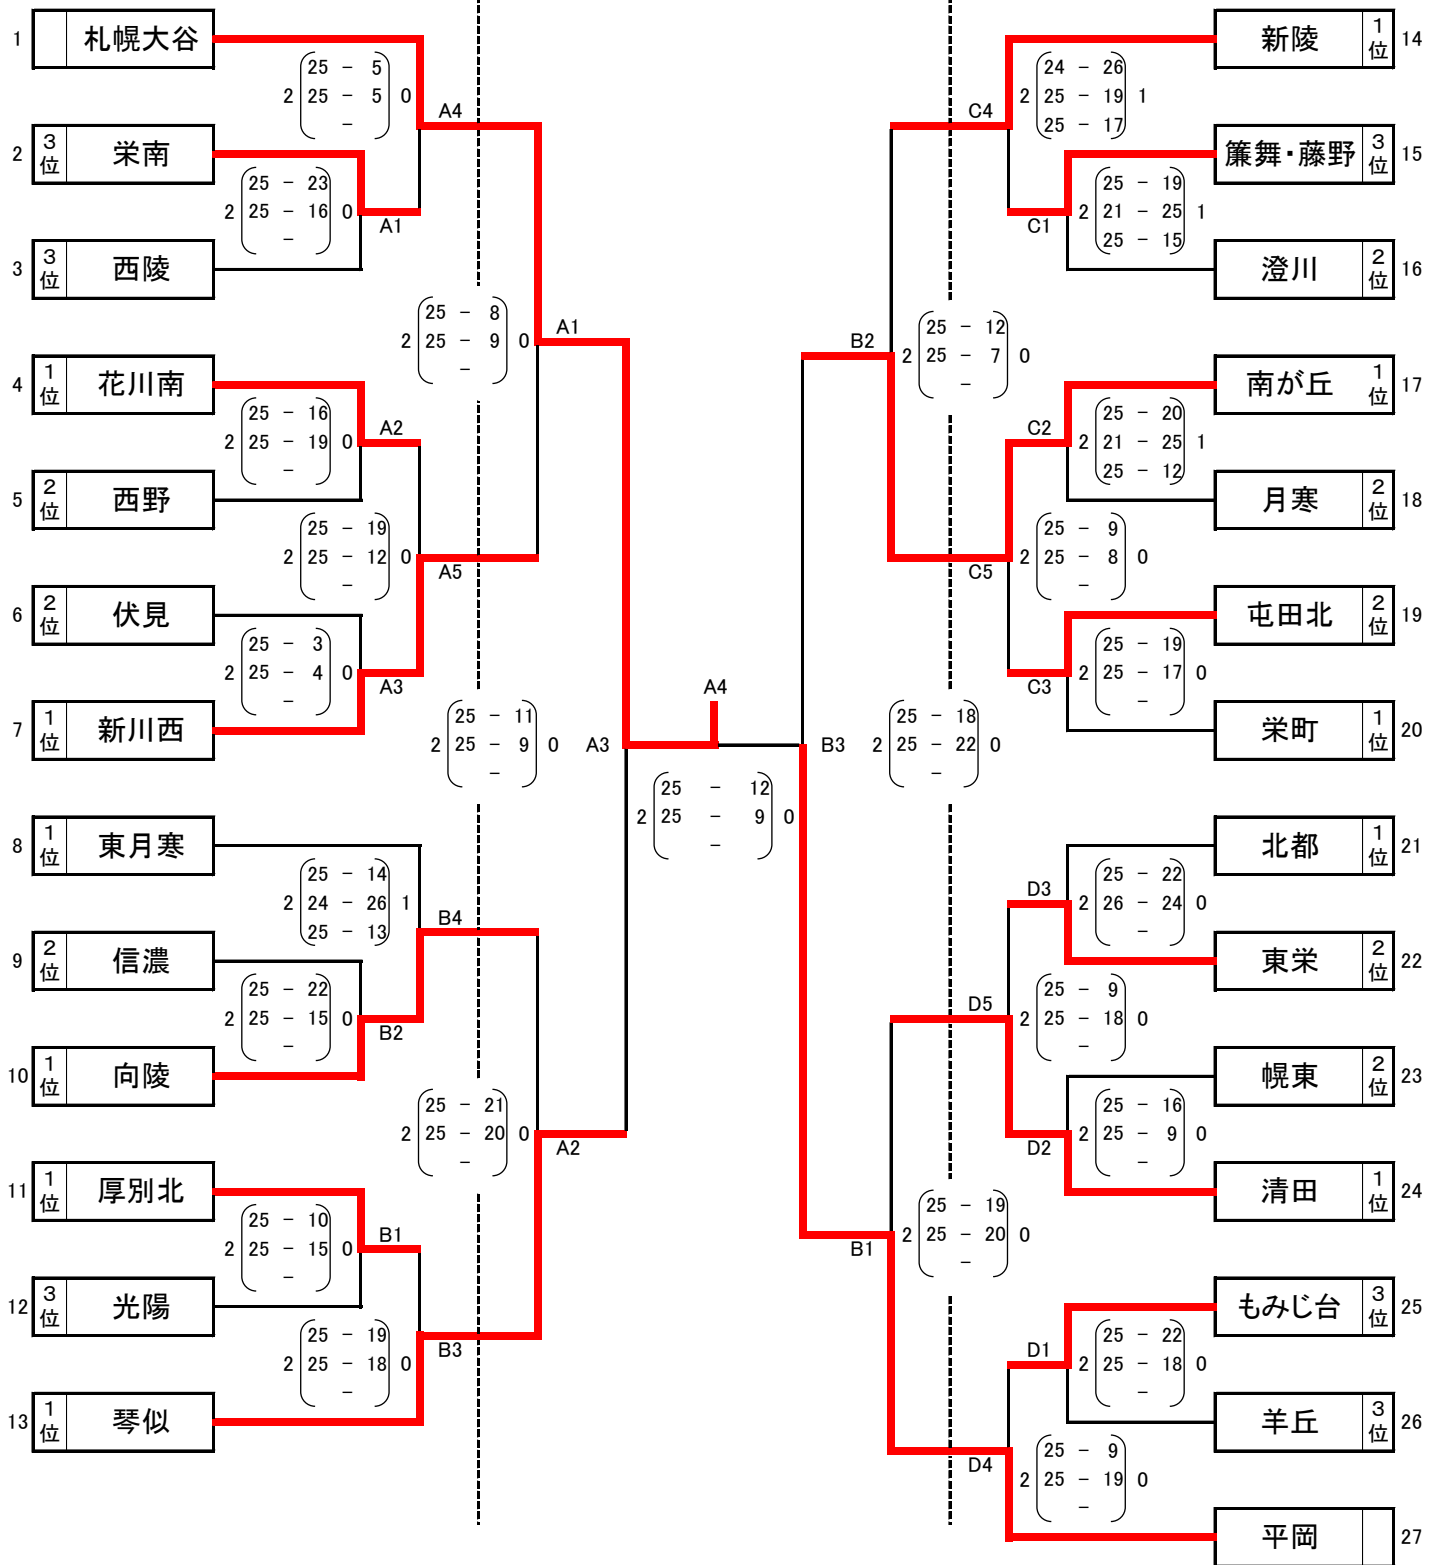 1 札幌大谷
25 - 5
2 25 - 5 0
-
A4
2 3位 栄南
25 - 23
2 25 - 16 0
-
A1
3 3位 西陵
25 - 8
2 25 - 9 0
-
A1
4 1位 花川南
25 - 16
2 25 - 19 0
-
A2
5 2位 西野
25 - 19
2 25 - 12 0
-
A5
6 2位 伏見
25 - 3
2 25 - 4 0
-
A3
7 1位 新川西
25 - 11
2 25 - 9 0
-
A3
8 1位 東月寒
25 - 14
2 24 - 26 1
25 - 13
B4
9 2位 信濃
25 - 22
2 25 - 15 0
-
B2
10 1位 向陵
25 - 21
2 25 - 20 0
-
A2
11 1位 厚別北
25 - 10
2 25 - 15 0
-
B1
12 3位 光陽
25 - 19
2 25 - 18 0
-
B3
13 1位 琴似
A4
25 - 12
2 25 - 9 0
-
新陵 1位 14
24 - 26
2 25 - 19 1
25 - 17
C4
簾舞・藤野 3位 15
25 - 19
2 21 - 25 1
25 - 15
C1
澄川 2位 16
25 - 12
2 25 - 7 0
-
B2
南が丘 1位 17
25 - 20
2 21 - 25 1
25 - 12
C2
月寒 2位 18
25 - 9
2 25 - 8 0
-
C5
屯田北 2位 19
25 - 19
2 25 - 17 0
-
C3
栄町 1位 20
25 - 18
2 25 - 22 0
-
B3
北都 1位 21
25 - 22
2 26 - 24 0
-
D3
東栄 2位 22
25 - 9
2 25 - 18 0
-
D5
幌東 2位 23
25 - 16
2 25 - 9 0
-
D2
清田 1位 24
25 - 19
2 25 - 20 0
-
B1
もみじ台 3位 25
25 - 22
2 25 - 18 0
-
D1
羊丘 3位 26
25 - 9
2 25 - 19 0
-
D4
平岡 27